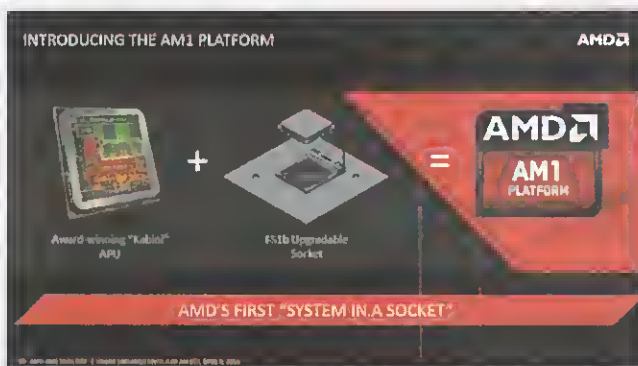 INTRODUCING THE AM1 PLATFORM
AMD
+
=
AMD
AM1
PLATFORM
Award-winning "Kabini"
APU
FS1b Upgradable
Socket
AMD'S FIRST "SYSTEM IN A SOCKET"